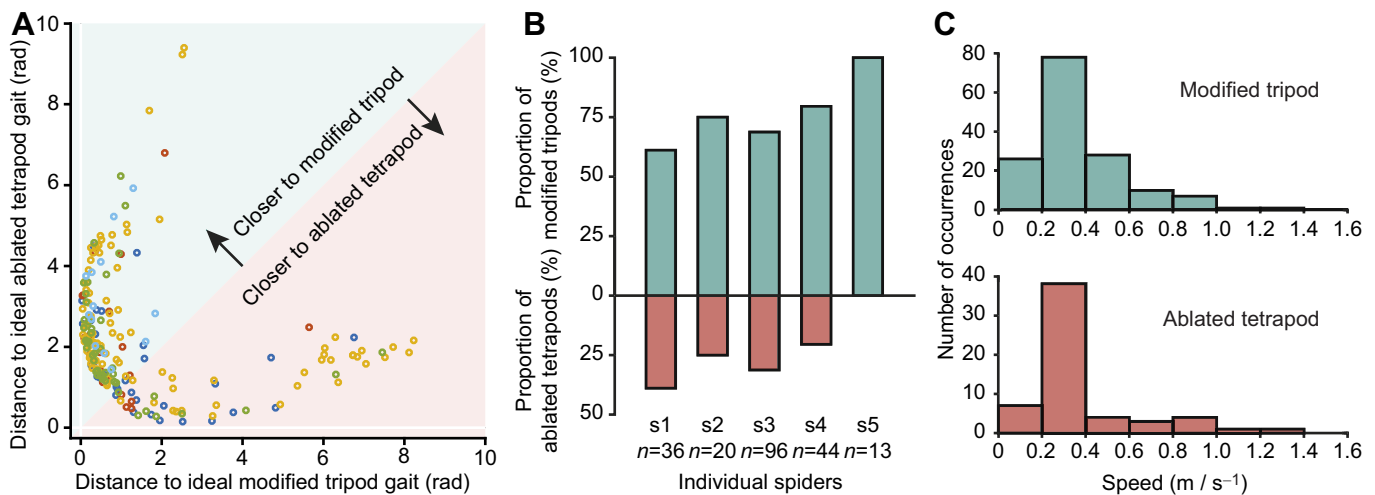 A
Distance to ideal ablated tetrapod gait (rad)
10
8
6
4
2
0
0 2 4 6 8 10
Distance to ideal modified tripod gait (rad)
Closer to modified tripod
Closer to ablated tetrapod
B
Proportion of
modified tripods (%)
Proportion of
ablated tetrapods (%)
100
75
50
25
0
25
50
s1 s2 s3 s4 s5
n=36 n=20 n=96 n=44 n=13
Individual spiders
C
Number of occurrences
80
60
40
20
0
Modified tripod
0 0.2 0.4 0.6 0.8 1.0 1.2 1.4 1.6
40
30
20
10
0
Ablated tetrapod
0 0.2 0.4 0.6 0.8 1.0 1.2 1.4 1.6
Speed (m / s–1)